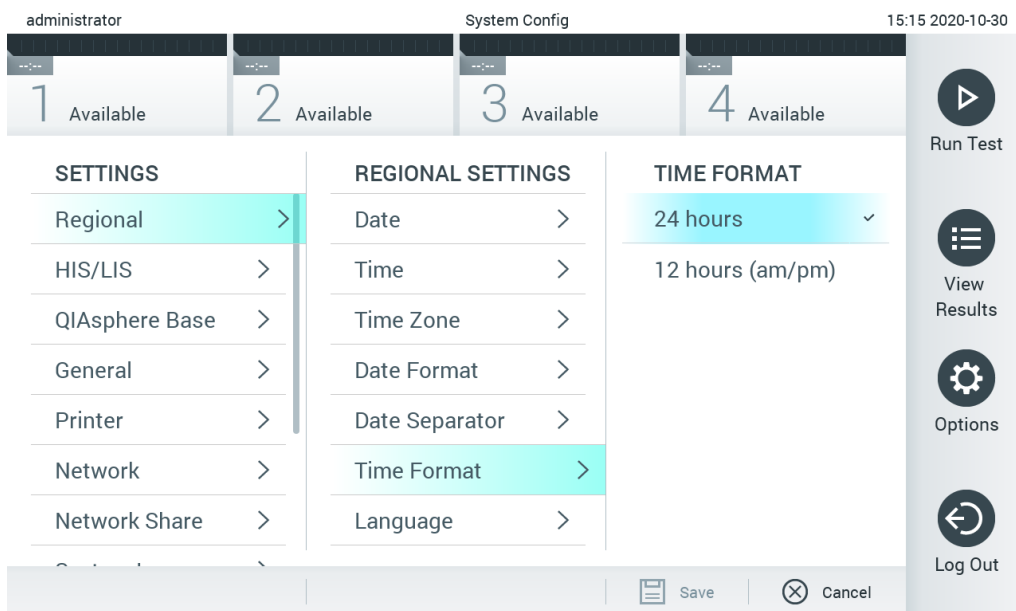 administrator
System Config
15:15 2020-10-30
--:--
--:--
--:--
--:--
1 Available
2 Available
3 Available
4 Available
Run Test
SETTINGS
REGIONAL SETTINGS
TIME FORMAT
Regional
Date
24 hours
HIS/LIS
Time
12 hours (am/pm)
View
Results
QIAsphere Base
Time Zone
General
Date Format
Options
Printer
Date Separator
Network
Time Format
Network Share
Language
Log Out
Save
Cancel